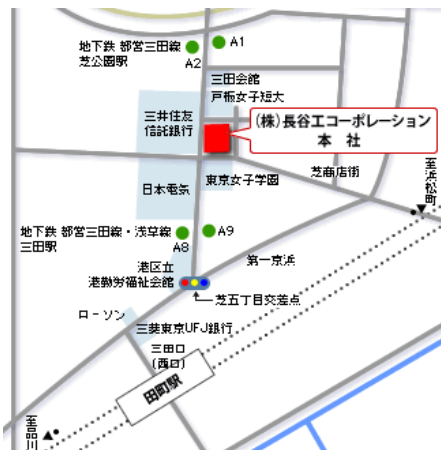 地下鉄 都営三田線
芝公園駅
A1
A2
三田会館
戸板女子短大
三井住友
信託銀行
(株)長谷工コーポレーション
本 社
東京女子学園
芝商店街
至浜松町
日本電気
地下鉄 都営三田線・浅草線
三田駅
A8
A9
港区立
港勤労福祉会館
第一京浜
芝五丁目交差点
ローソン
三菱東京UFJ銀行
三田口
(西口)
田町駅
至品川